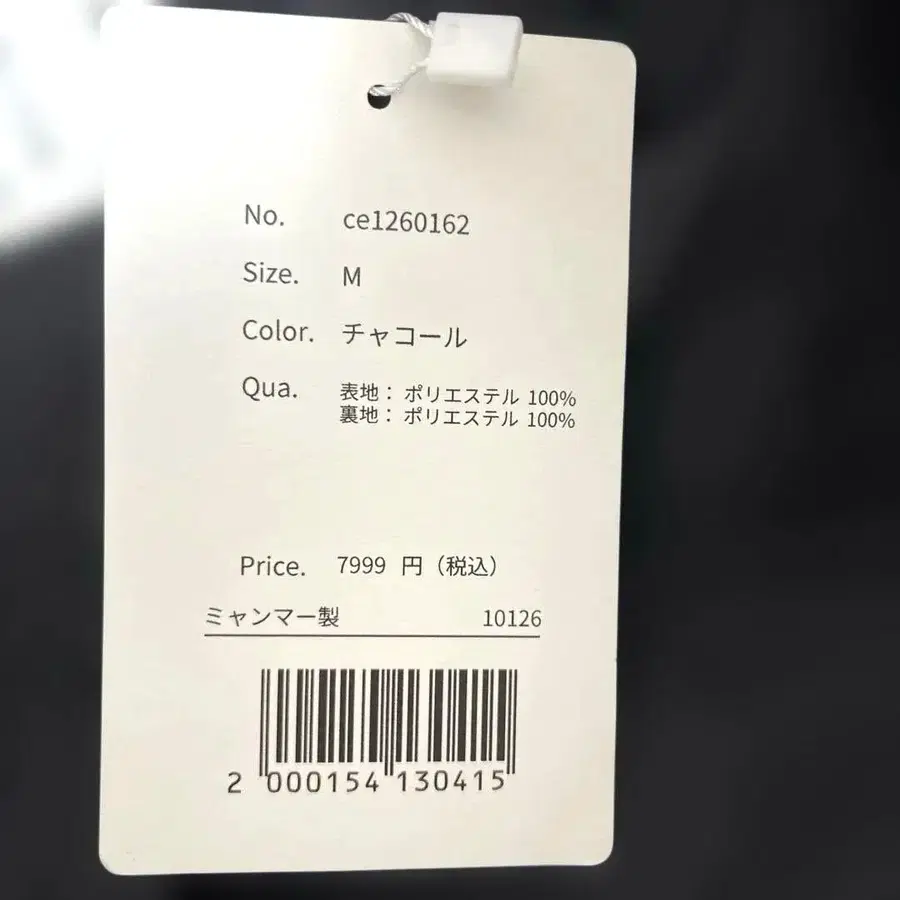 No. ce1260162
Size. M
Color. チャコール
Qua. 表地： ポリエステル 100%
裏地： ポリエステル 100%
Price. 7999 円（税込）
ミャンマー製 10126
2 000154 130415